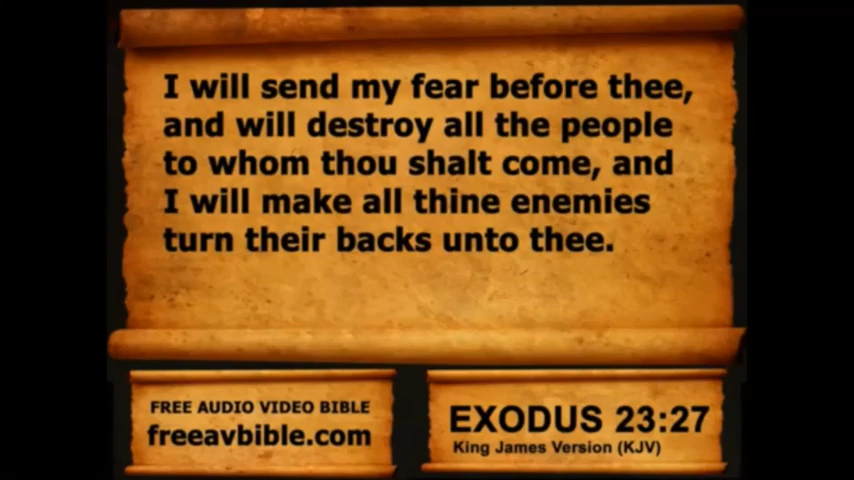 I will send my fear before thee,
and will destroy all the people
to whom thou shalt come, and
I will make all thine enemies
turn their backs unto thee.
FREE AUDIO VIDEO BIBLE
freeavbible.com
EXODUS 23:27
King James Version (KJV)